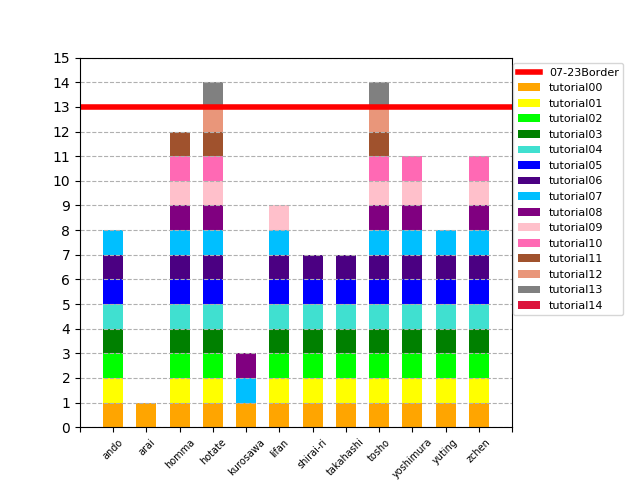 15
14
13
12
11
10
9
8
7
6
5
4
3
2
1
0
ando
arai
homma
hotate
kurosawa
lifan
shirai-ri
takahashi
tosho
yoshimura
yuting
zchen
07-23Border
tutorial00
tutorial01
tutorial02
tutorial03
tutorial04
tutorial05
tutorial06
tutorial07
tutorial08
tutorial09
tutorial10
tutorial11
tutorial12
tutorial13
tutorial14